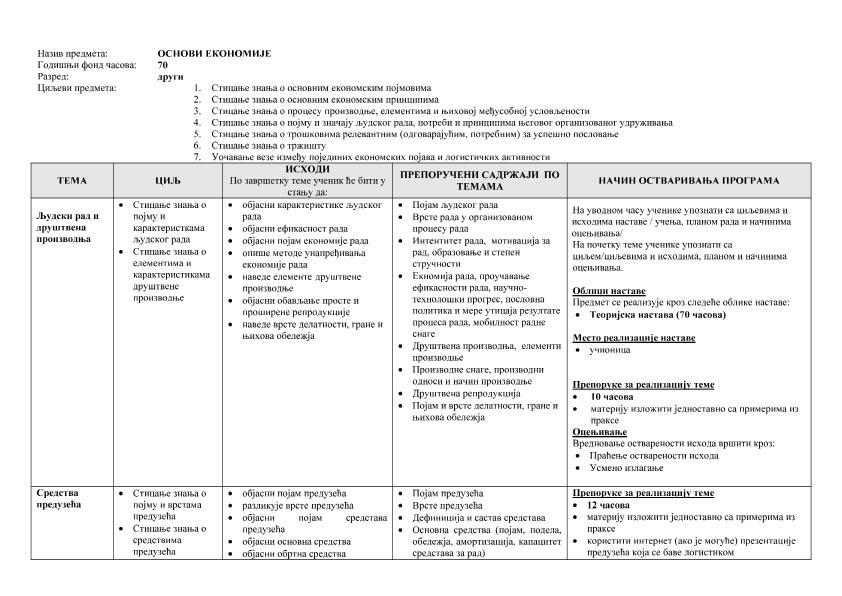 Назив предмета: ОСНОВИ ЕКОНОМИЈЕ
Годишњи фонд часова: 70
Разред: други
Циљеви предмета: 1. Стицање знања о основним економским појмовима
2. Стицање знања о основним економским принципима
3. Стицање знања о процесу производње, елементима и њиховој међусобној условљености
4. Стицање знања о појму и значају људског рада, потреби и принципима његовог организованог удруживања
5. Стицање знања о трошковима релевантним (одговарајућим, потребним) за успешно пословање
6. Стицање знања о тржишту
7. Уочавање везе између појединих економских појава и логистичких активности
ТЕМА
ЦИЉ
ИСХОДИ
По завршетку теме ученик ће бити у
стању да:
ПРЕПОРУЧЕНИ САДРЖАЈИ ПО
ТЕМАМА
НАЧИН ОСТВАРИВАЊА ПРОГРАМА
Људски рад и
друштвена
производња
• Стицање знања о
појму и
карактеристкама
људског рада
• Стицање знања о
елементима и
карактеристикама
друштвене
производње
• објасни карактеристике људског
рада
• објасни ефикасност рада
• објасни појам економије рада
• опише методе унапређивања
економије рада
• наведе елементе друштвене
производње
• објасни обављање просте и
проширене репродукције
• наведе врсте делатности, гране и
њихова обележја
• Појам људског рада
• Врсте рада у организованом
процесу рада
• Интентитет рада, мотивација за
рад, образовање и степен
стручности
• Екномија рада, проучавање
ефикасности рада, научно-
технолошки прогрес, пословна
политика и мере утицаја резултате
процеса рада, мобилност радне
снаге
• Друштвена производња, елементи
производње
• Производне снаге, производни
односи и начин производње
• Друштвена репродукција
• Појам и врсте делатности, гране и
њихова обележја
На уводном часу ученике упознати са циљевима и
исходима наставе / учења, планом рада и начинима
оцењивања/
На почетку теме ученике упознати са
циљем/циљевима и исходима, планом и начинима
оцењивања.
Облици наставе
Предмет се реализује кроз следеће облике наставе:
• Теоријска настава (70 часова)
Место реализације наставе
• учионица
Препоруке за реализацију теме
• 10 часова
• материју изложити једноставно са примерима из
праксе
Оцењивање
Вредновање остварености исхода вршити кроз:
• Праћење остварености исхода
• Усмено излагање
Средства
предузећа
• Стицање знања о
појму и врстама
предузећа
• Стицање знања о
средствима
предузећа
• објасни појам предузећа
• разликује врсте предузећа
• објасни појам средстава
предузећа
• објасни основна средства
• објасни обртна средства
• Појам предузећа
• Врсте предузећа
• Дефиниција и састав средстава
• Основна средства (појам, подела,
обележја, амортизација, капацитет
средстава за рад)
Препоруке за реализацију теме
• 12 часова
• материју изложити једноставно са примерима из
праксе
• користити интернет (ако је могуће) презентације
предузећа која се баве логистиком